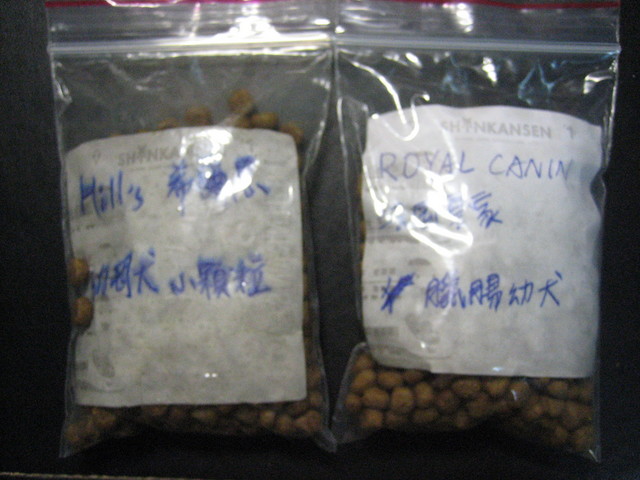 SHINKA
Hill's 希爾思
幼犬 小顆粒
SHINKANSEN
ROYAL CANIN
法國皇家
臘腸幼犬